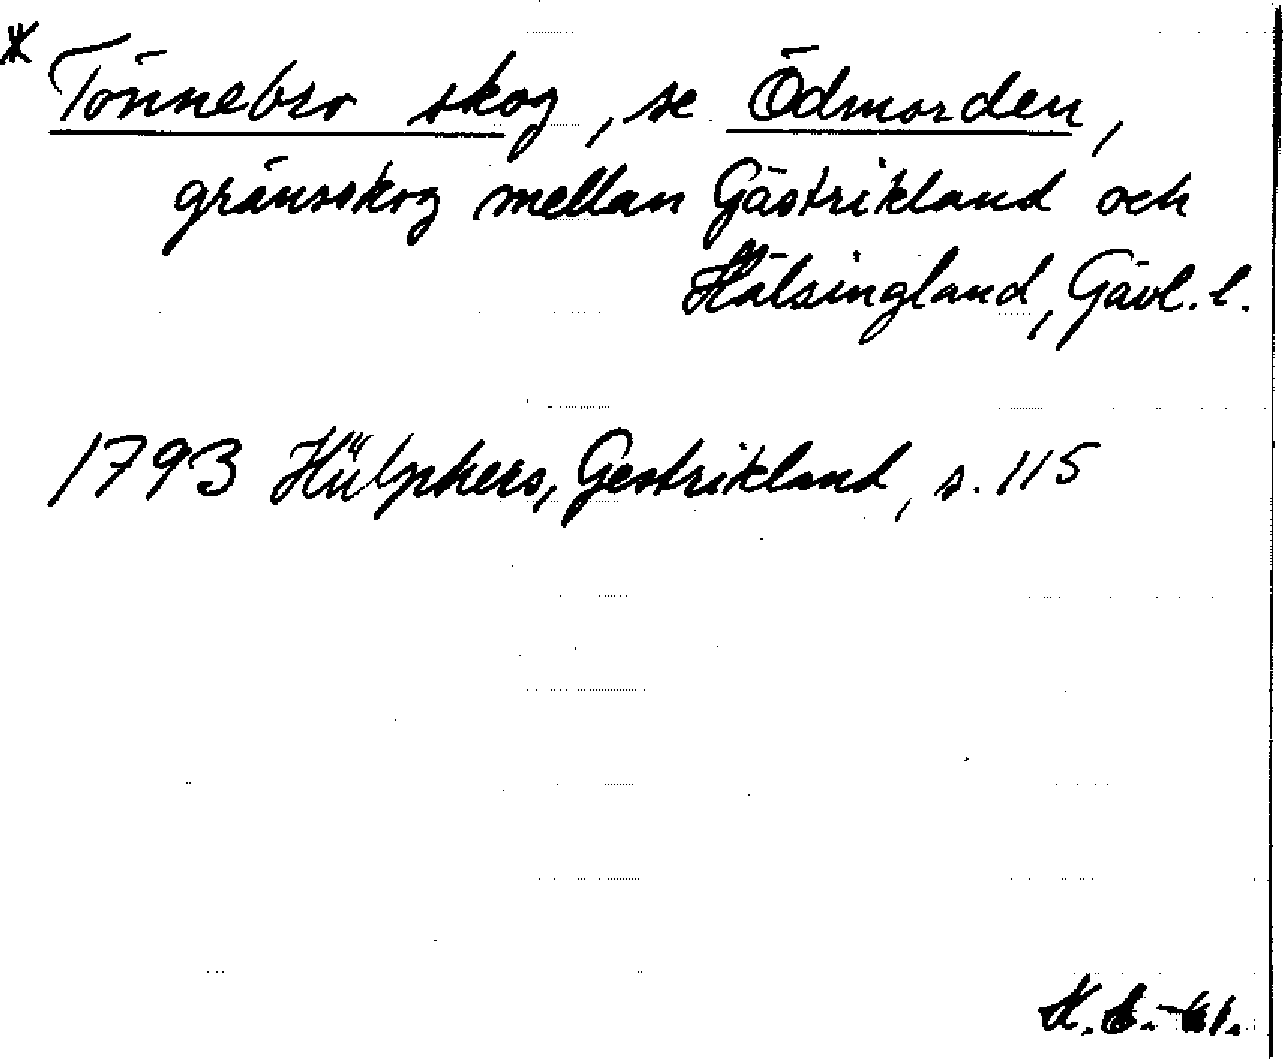 * Tönnebro skog, se Ödmorden,
gränsskog mellan Gästrikland och
Hälsingland, Gävl. l.
1793 Hülphers, Gestrikland, s. 115